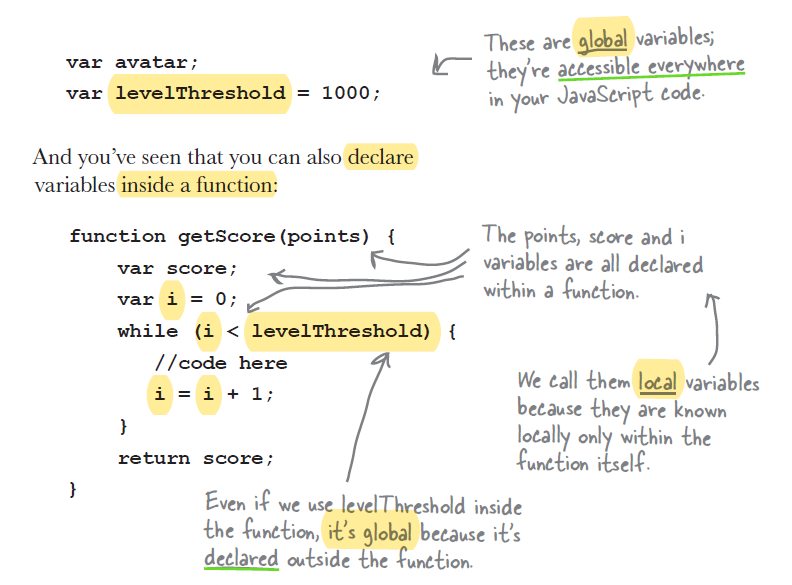 var avatar;
var levelThreshold = 1000;
These are global variables;
they're accessible everywhere
in your JavaScript code.
And you've seen that you can also declare
variables inside a function:
function getScore(points) {
var score;
var i = 0;
while (i < levelThreshold) {
//code here
i = i + 1;
}
return score;
}
The points, score and i
variables are all declared
within a function.
We call them local variables
because they are known
locally only within the
function itself.
Even if we use levelThreshold inside
the function, it's global because it's
declared outside the function.